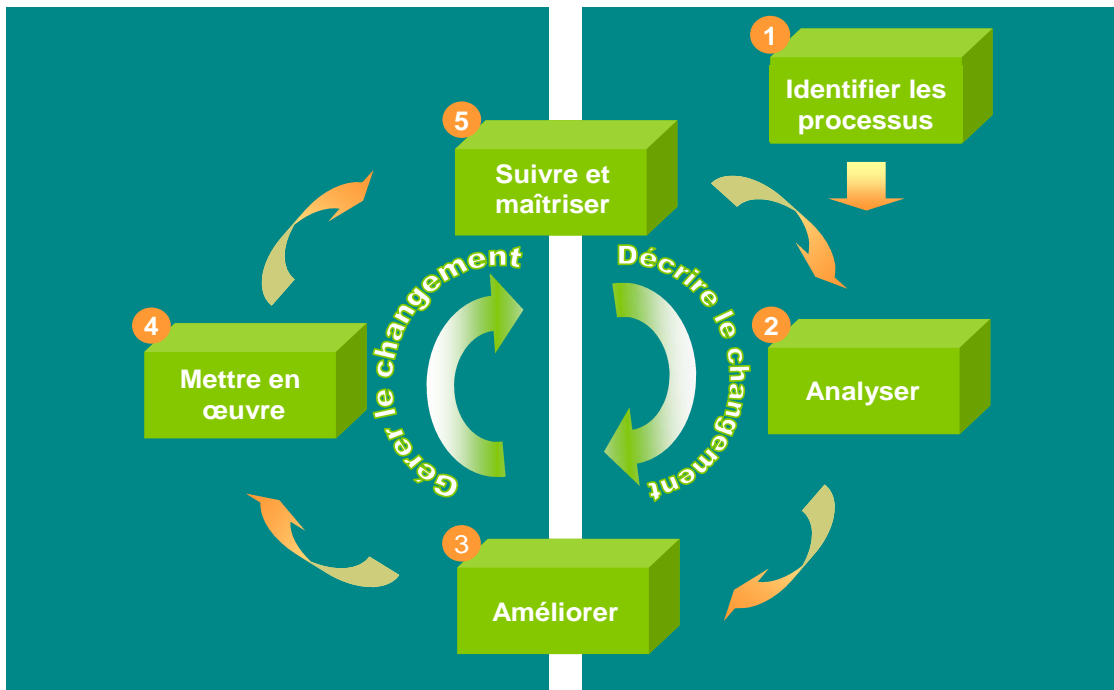 1
Identifier les
processus
5
Suivre et
maîtriser
Gérer le changement
Décrire le changement
4
Mettre en
œuvre
2
Analyser
3
Améliorer